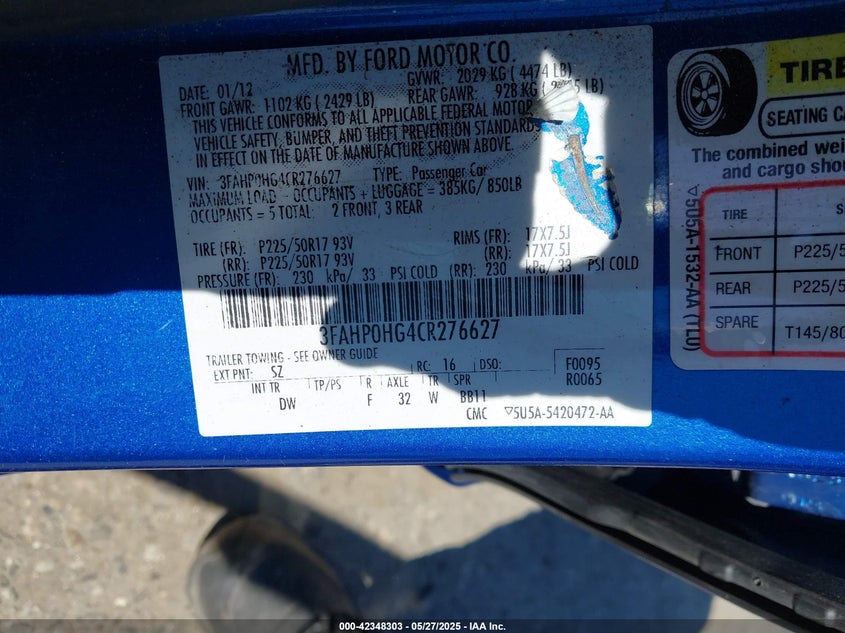 MFD. BY FORD MOTOR CO.
DATE: 01/12 GVWR: 2029 KG ( 4474 LB)
FRONT GAWR: 1102 KG ( 2429 LB) REAR GAWR: 928 KG ( 5 LB)
THIS VEHICLE CONFORMS TO ALL APPLICABLE FEDERAL MOTOR
VEHICLE SAFETY, BUMPER, AND THEFT PREVENTION STANDARDS
IN EFFECT ON THE DATE OF MANUFACTURE SHOWN ABOVE.
VIN: 3FAHP0HG4CR276627 TYPE: Passenger Car
MAXIMUM LOAD - OCCUPANTS + LUGGAGE = 385KG/ 850LB
OCCUPANTS = 5 TOTAL: 2 FRONT, 3 REAR
TIRE (FR): P225/50R17 93V RIMS (FR): 17X7.5J
(RR): P225/50R17 93V (RR): 17X7.5J
PRESSURE (FR): 230 kPa/ 33 PSI COLD (RR): 230 kPa/ 33 PSI COLD
3FAHP0HG4CR276627
TRAILER TOWING - SEE OWNER GUIDE
EXT PNT: SZ RC: 16 DSO: F0095
R0065
INT TR TP/PS R AXLE TR SPR
DW F 32 W BB11
CMC ▽5U5A-5420472-AA
TIRE
SEATING CA
The combined wei
and cargo shou
▽5U5A-1532-AA (TLU)
TIRE S
FRONT P225/5
REAR P225/5
SPARE T145/80
000-42348303 / 05/27/2025 - IAA Inc.